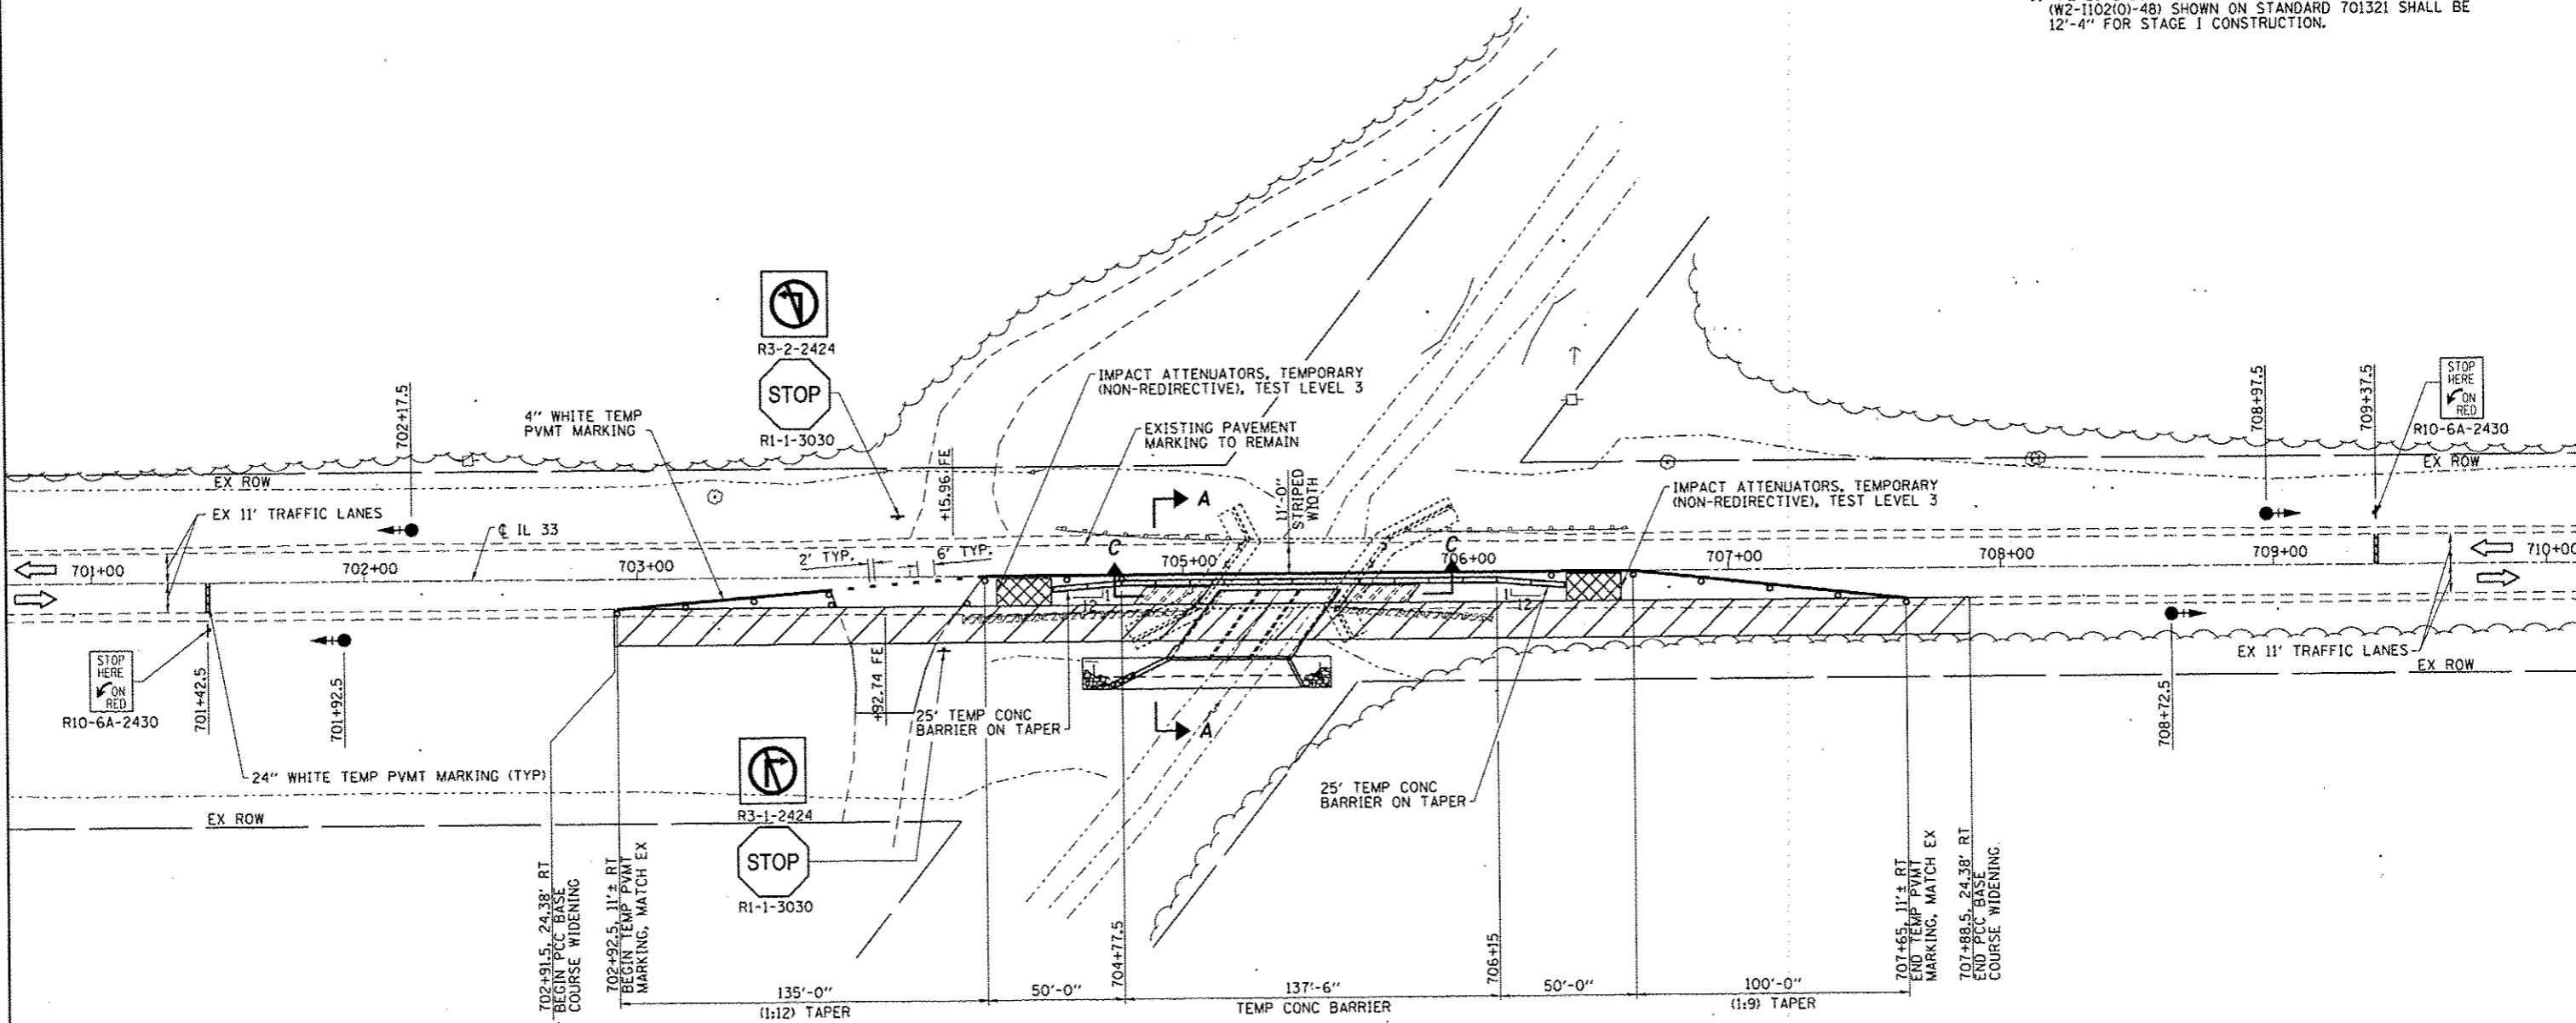 (W2-I102(O)-48) SHOWN ON STANDARD 701321 SHALL BE
12'-4" FOR STAGE I CONSTRUCTION.
R3-2-2424
STOP
R1-1-3030
4" WHITE TEMP
PVMT MARKING
IMPACT ATTENUATORS, TEMPORARY
(NON-REDIRECTIVE), TEST LEVEL 3
EXISTING PAVEMENT
MARKING TO REMAIN
STOP
HERE
ON
RED
R10-6A-2430
702+17.5
708+97.5
709+37.5
EX ROW
EX ROW
+15.96 FE
A
11'-0"
STRIPED
WIDTH
IMPACT ATTENUATORS, TEMPORARY
(NON-REDIRECTIVE), TEST LEVEL 3
EX 11' TRAFFIC LANES
℄ IL 33
2' TYP.
6' TYP.
C
C
701+00
702+00
703+00
705+00
706+00
707+00
708+00
709+00
710+00
12
12
STOP
HERE
ON
RED
R10-6A-2430
701+42.5
701+92.5
+92.74 FE
25' TEMP CONC
BARRIER ON TAPER
A
EX 11' TRAFFIC LANES
EX ROW
708+72.5
24" WHITE TEMP PVMT MARKING (TYP)
EX ROW
R3-1-2424
STOP
R1-1-3030
25' TEMP CONC
BARRIER ON TAPER
702+91.5, 24.38' RT
BEGIN PCC BASE
COURSE WIDENING
702+92.5, 11'± RT
BEGIN TEMP PVMT
MARKING, MATCH EX
704+77.5
706+15
707+65, 11'± RT
END TEMP PVMT
MARKING, MATCH EX
707+88.5, 24.38' RT
END PCC BASE
COURSE WIDENING
135'-0"
(1:12) TAPER
50'-0"
137'-6"
TEMP CONC BARRIER
50'-0"
100'-0"
(1:9) TAPER